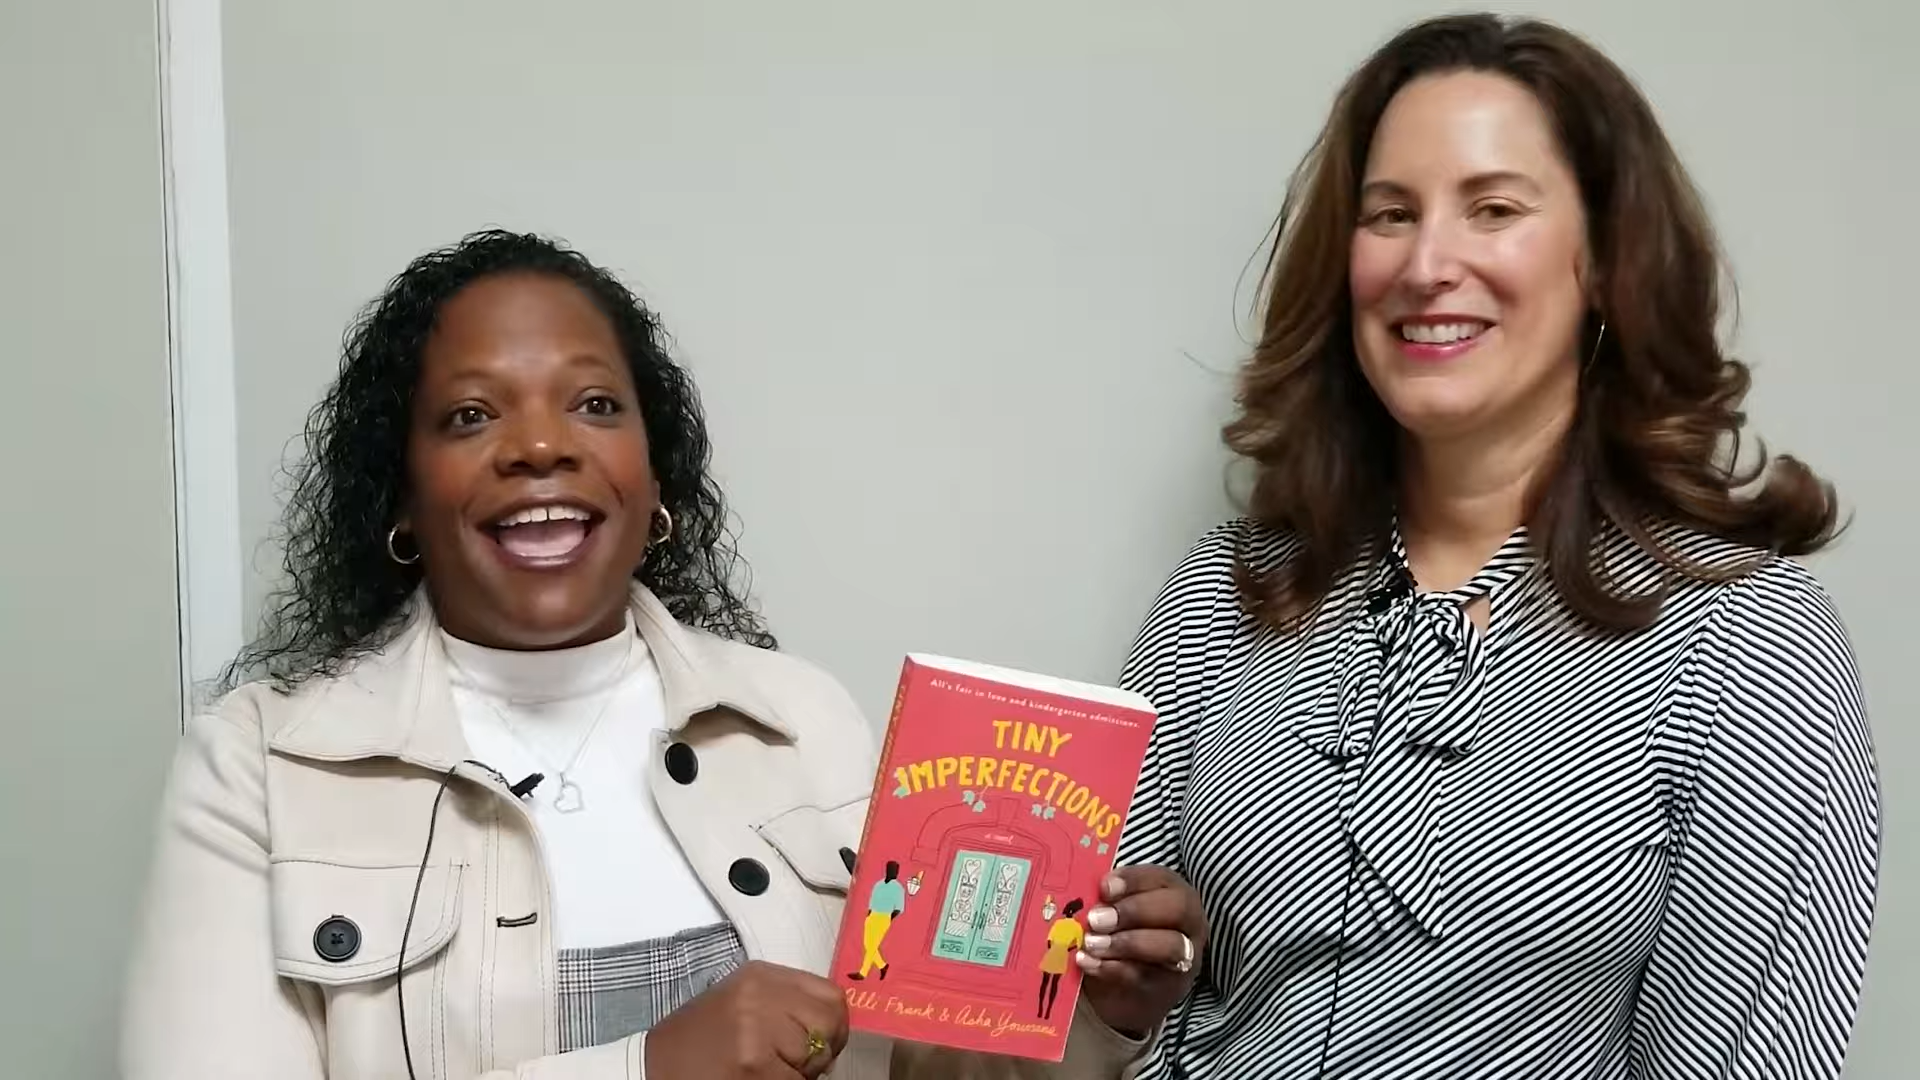 All's fair in love and kindergarten admissions.
TINY
IMPERFECTIONS
a novel
Alli Frank & Asha Youmans